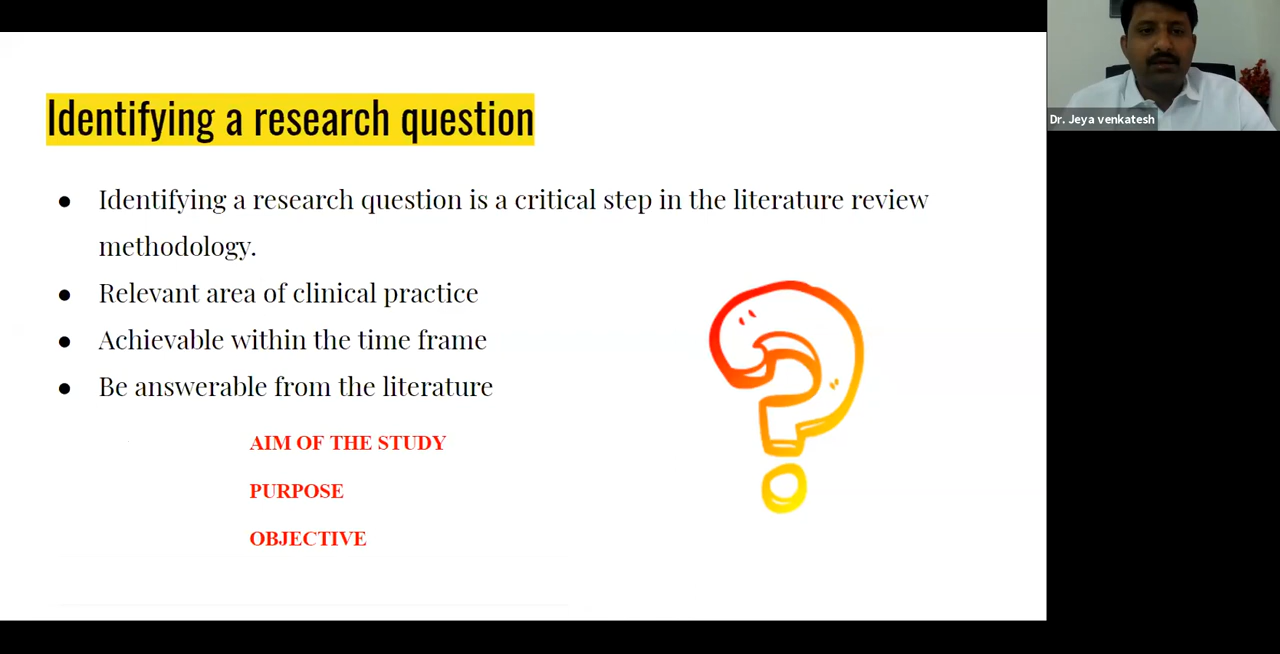 Identifying a research question
● Identifying a research question is a critical step in the literature review
methodology.
● Relevant area of clinical practice
● Achievable within the time frame
● Be answerable from the literature
AIM OF THE STUDY
PURPOSE
OBJECTIVE
Dr. Jeya venkatesh